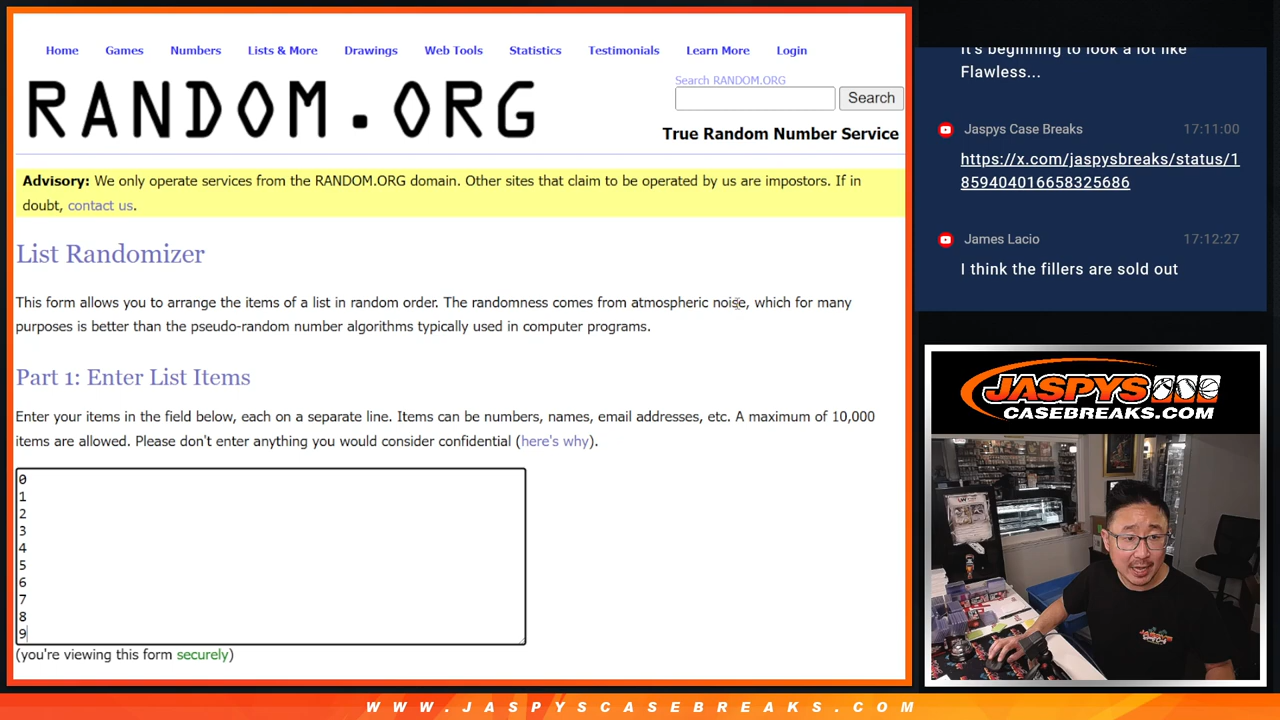 Home Games Numbers Lists & More Drawings Web Tools Statistics Testimonials Learn More Login
RANDOM.ORG
Search RANDOM.ORG
Search
True Random Number Service
Advisory: We only operate services from the RANDOM.ORG domain. Other sites that claim to be operated by us are impostors. If in
doubt, contact us.
List Randomizer
This form allows you to arrange the items of a list in random order. The randomness comes from atmospheric noise, which for many
purposes is better than the pseudo-random number algorithms typically used in computer programs.
Part 1: Enter List Items
Enter your items in the field below, each on a separate line. Items can be numbers, names, email addresses, etc. A maximum of 10,000
items are allowed. Please don't enter anything you would consider confidential (here's why).
0
1
2
3
4
5
6
7
8
9
(you're viewing this form securely)
It's beginning to look a lot like
Flawless...
Jaspys Case Breaks 17:11:00
https://x.com/jaspysbreaks/status/1
859404016658325686
James Lacio 17:12:27
I think the fillers are sold out
JASPYS
CASEBREAKS.COM
WWW.JASPYSCASEBREAKS.COM